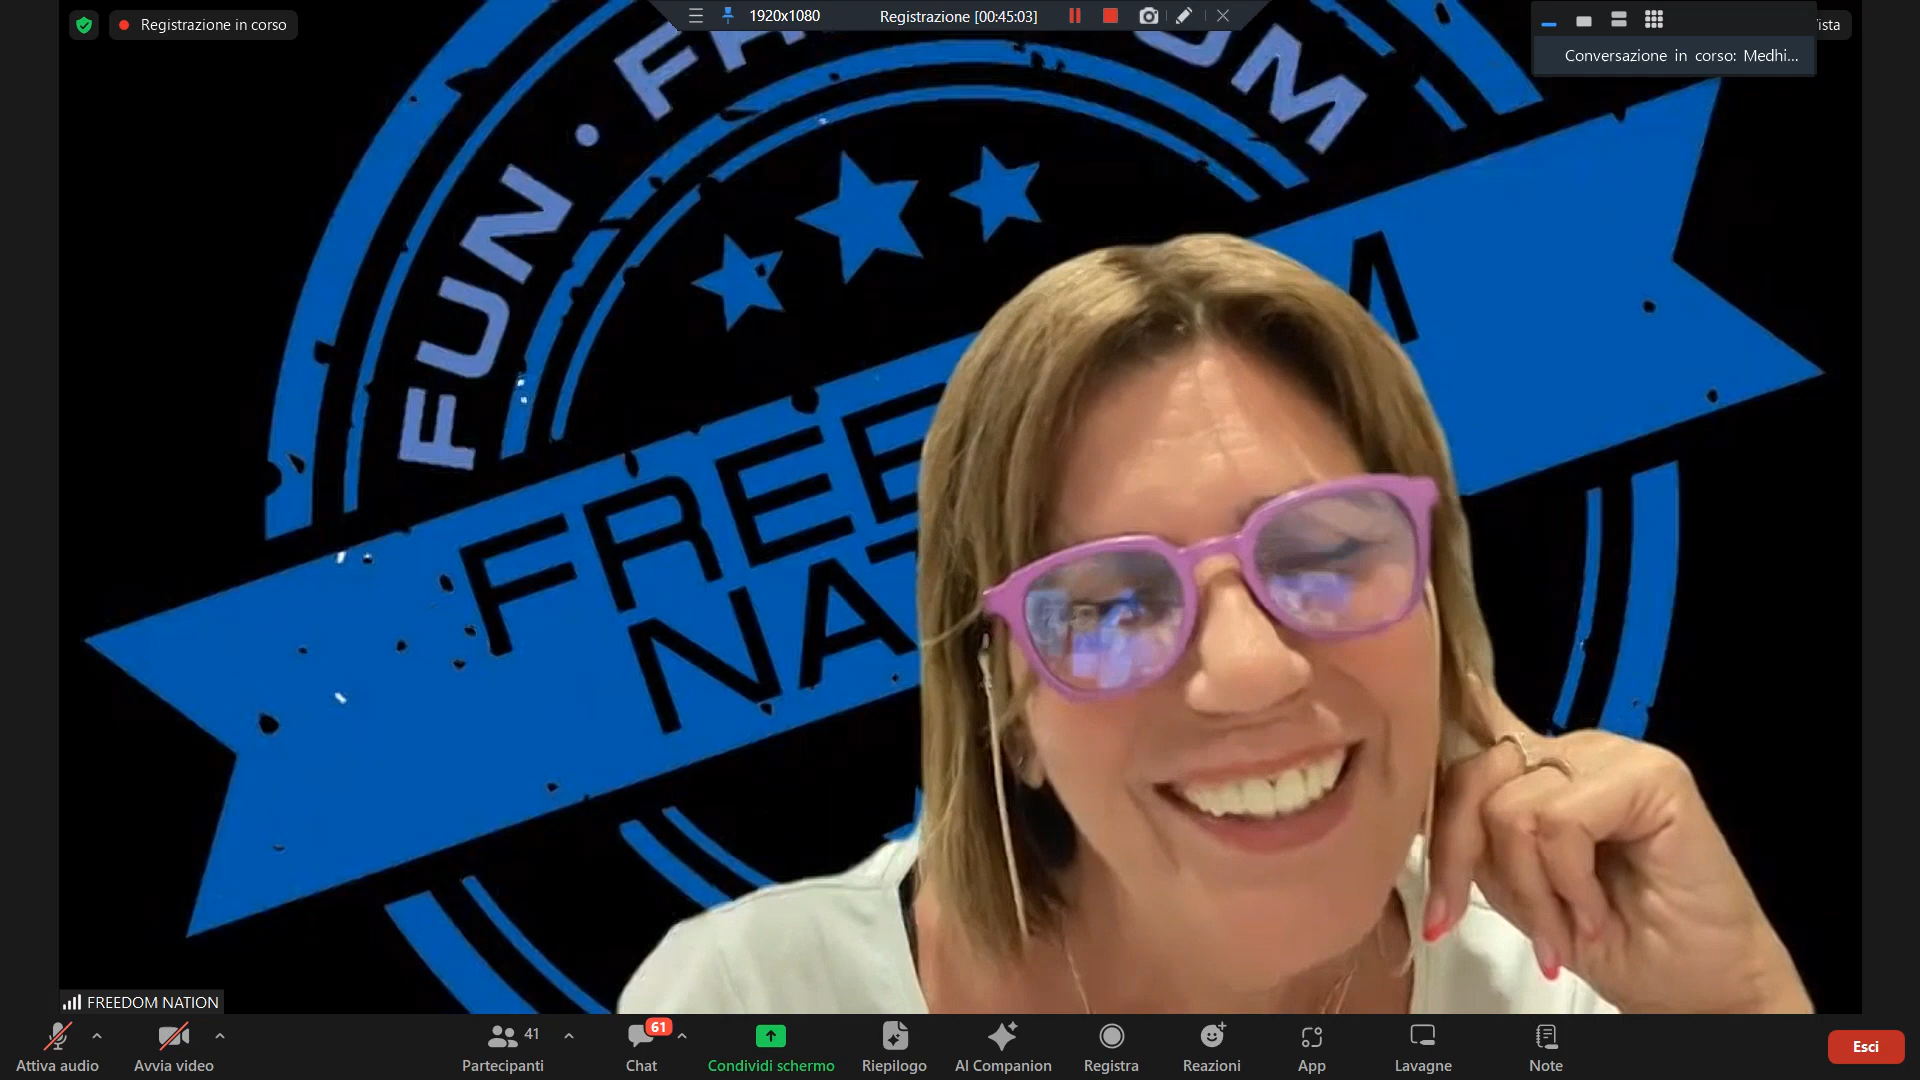 Registrazione in corso
1920x1080
Registrazione [00:45:03]
ista
Conversazione in corso: Medhi...
FUN •
FREE
NAT
FREEDOM NATION
Attiva audio
Avvia video
41
Partecipanti
61
Chat
Condividi schermo
Riepilogo
AI Companion
Registra
Reazioni
App
Lavagne
Note
Esci